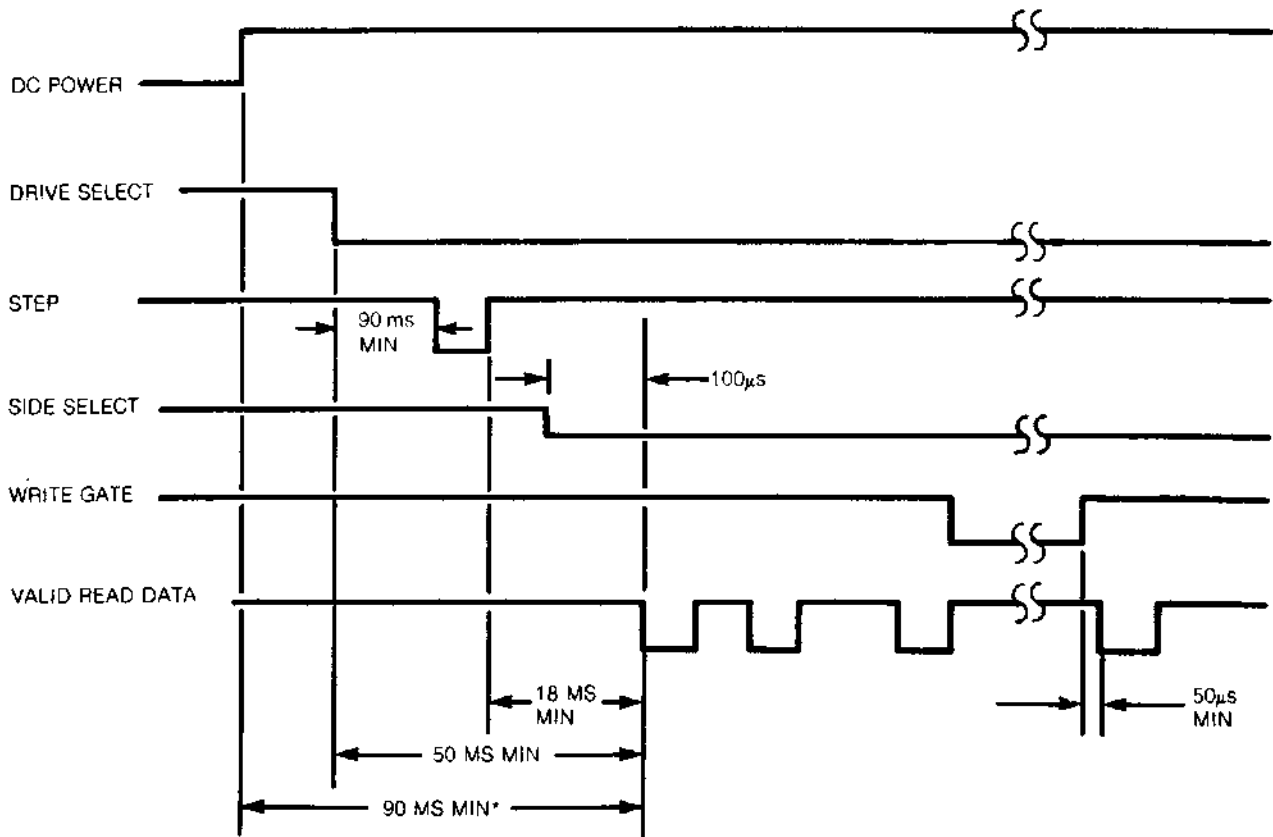 DC POWER
DRIVE SELECT
STEP
90 ms
MIN
100µs
SIDE SELECT
WRITE GATE
VALID READ DATA
18 MS
MIN
50µs
MIN
50 MS MIN
90 MS MIN*